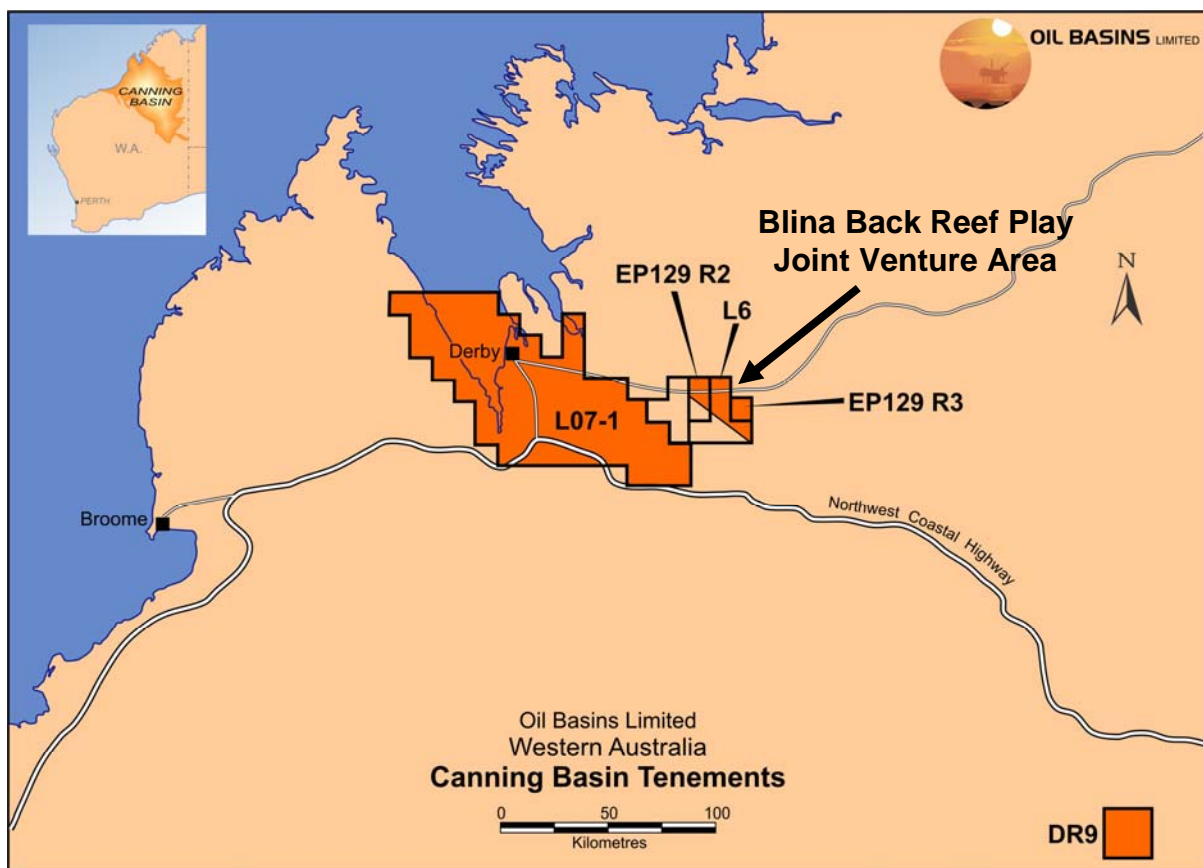 CANNING
BASIN
W.A.
PERTH
OIL BASINS LIMITED
Blina Back Reef Play
Joint Venture Area
EP129 R2
L6
N
Derby
L07-1
EP129 R3
Broome
Northwest Coastal Highway
Oil Basins Limited
Western Australia
Canning Basin Tenements
0 50 100
Kilometres
DR9